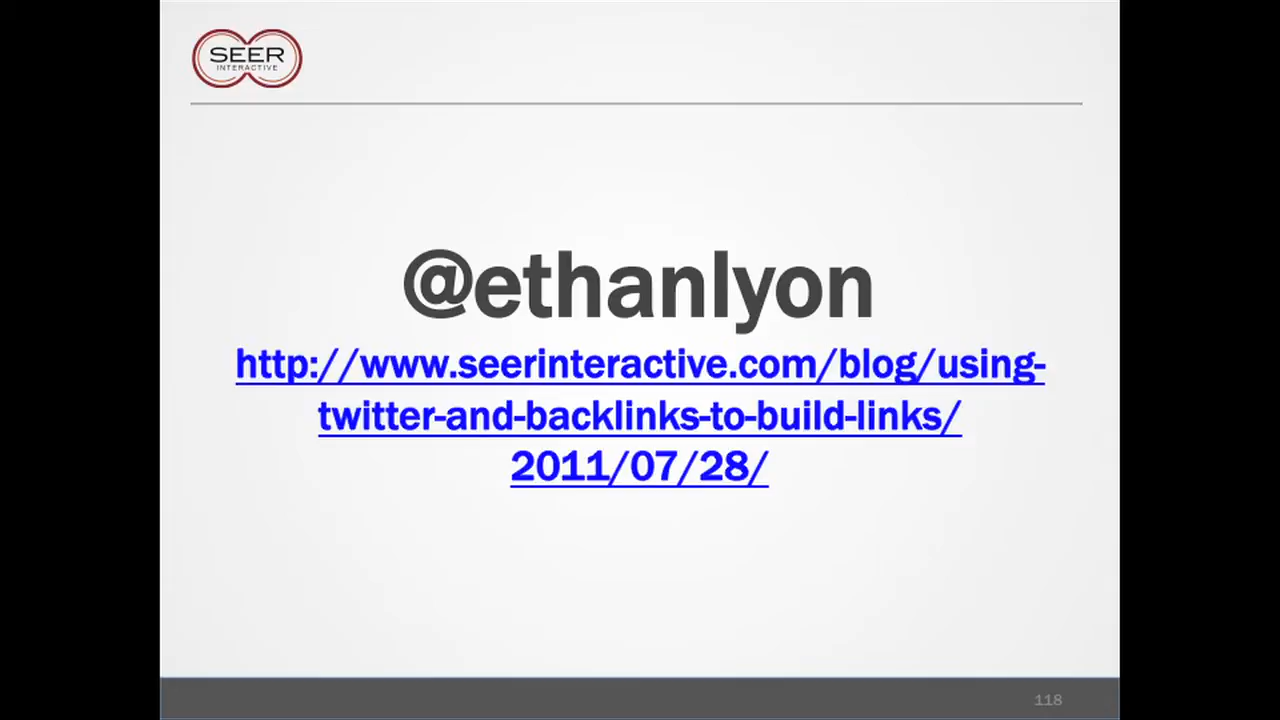 SEER
INTERACTIVE
@ethanlyon
http://www.seerinteractive.com/blog/using-
twitter-and-backlinks-to-build-links/
2011/07/28/
118